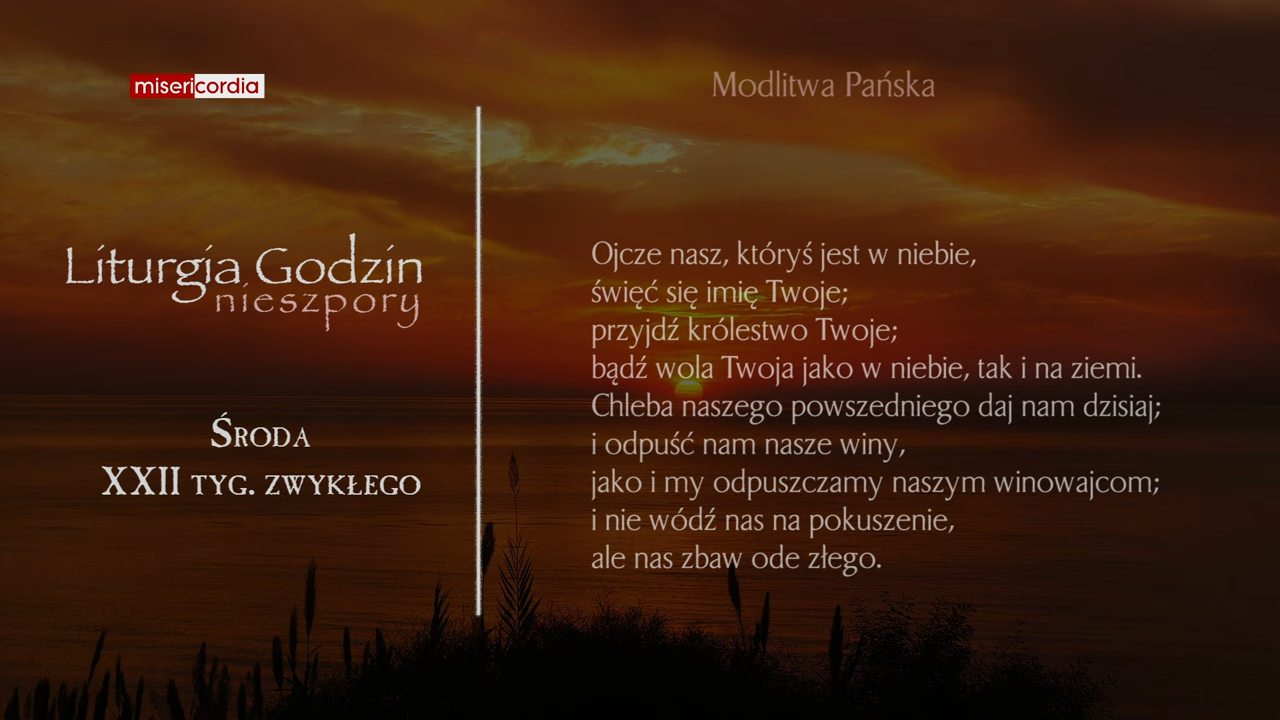 misericordia
Liturgia Godzin
nieszpory
Środa
XXII tyg. zwykłego
Modlitwa Pańska
Ojcze nasz, któryś jest w niebie,
święć się imię Twoje;
przyjdź królestwo Twoje;
bądź wola Twoja jako w niebie, tak i na ziemi.
Chleba naszego powszedniego daj nam dzisiaj;
i odpuść nam nasze winy,
jako i my odpuszczamy naszym winowajcom;
i nie wódź nas na pokuszenie,
ale nas zbaw ode złego.